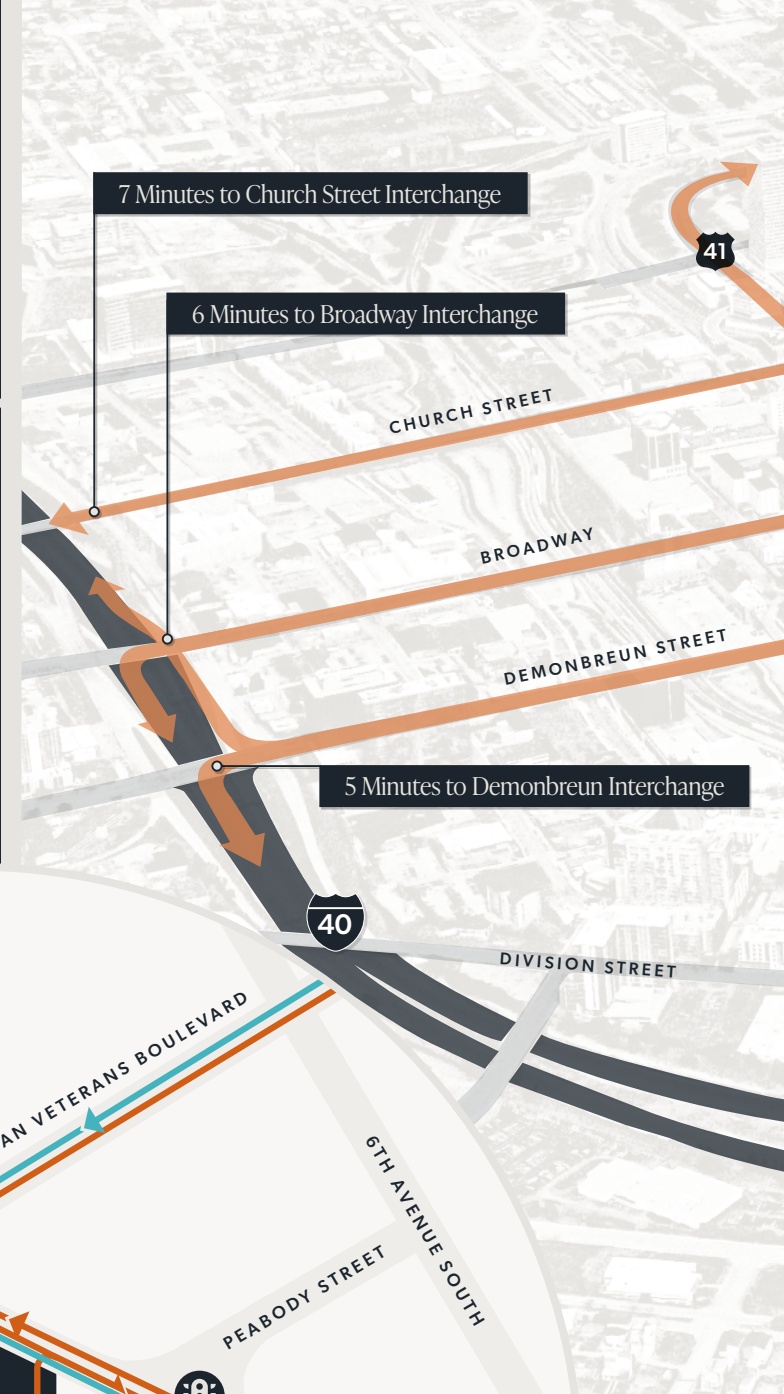 7 Minutes to Church Street Interchange
41
6 Minutes to Broadway Interchange
CHURCH STREET
BROADWAY
DEMONBREUN STREET
5 Minutes to Demonbreun Interchange
40
DIVISION STREET
AN VETERANS BOULEVARD
6TH AVENUE SOUTH
PEABODY STREET